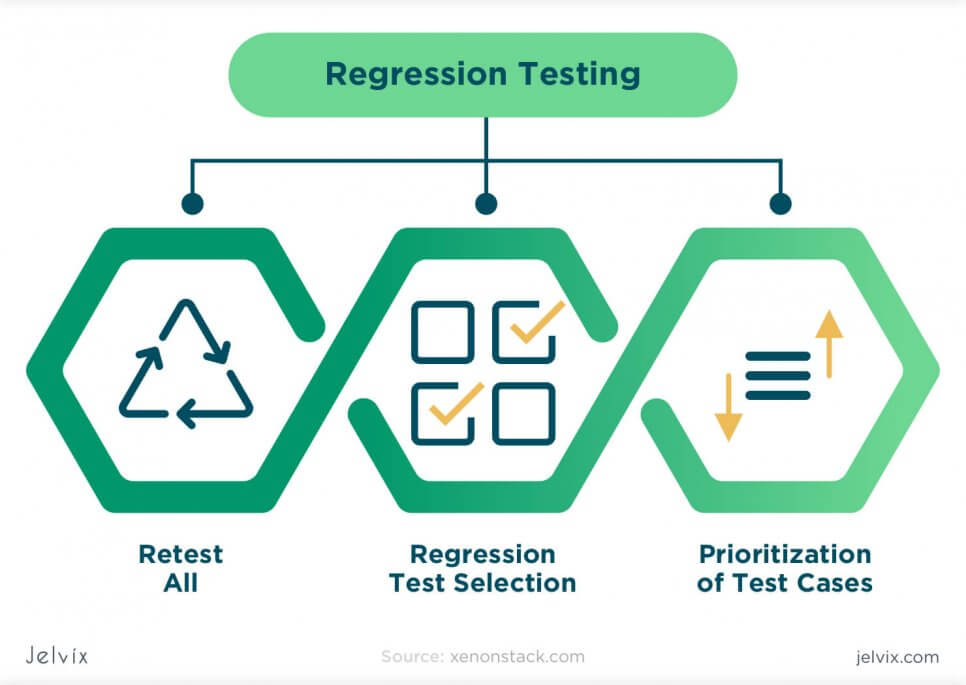 Regression Testing
Retest
All
Regression
Test Selection
Prioritization
of Test Cases
Jelvix
Source: xenonstack.com
jelvix.com